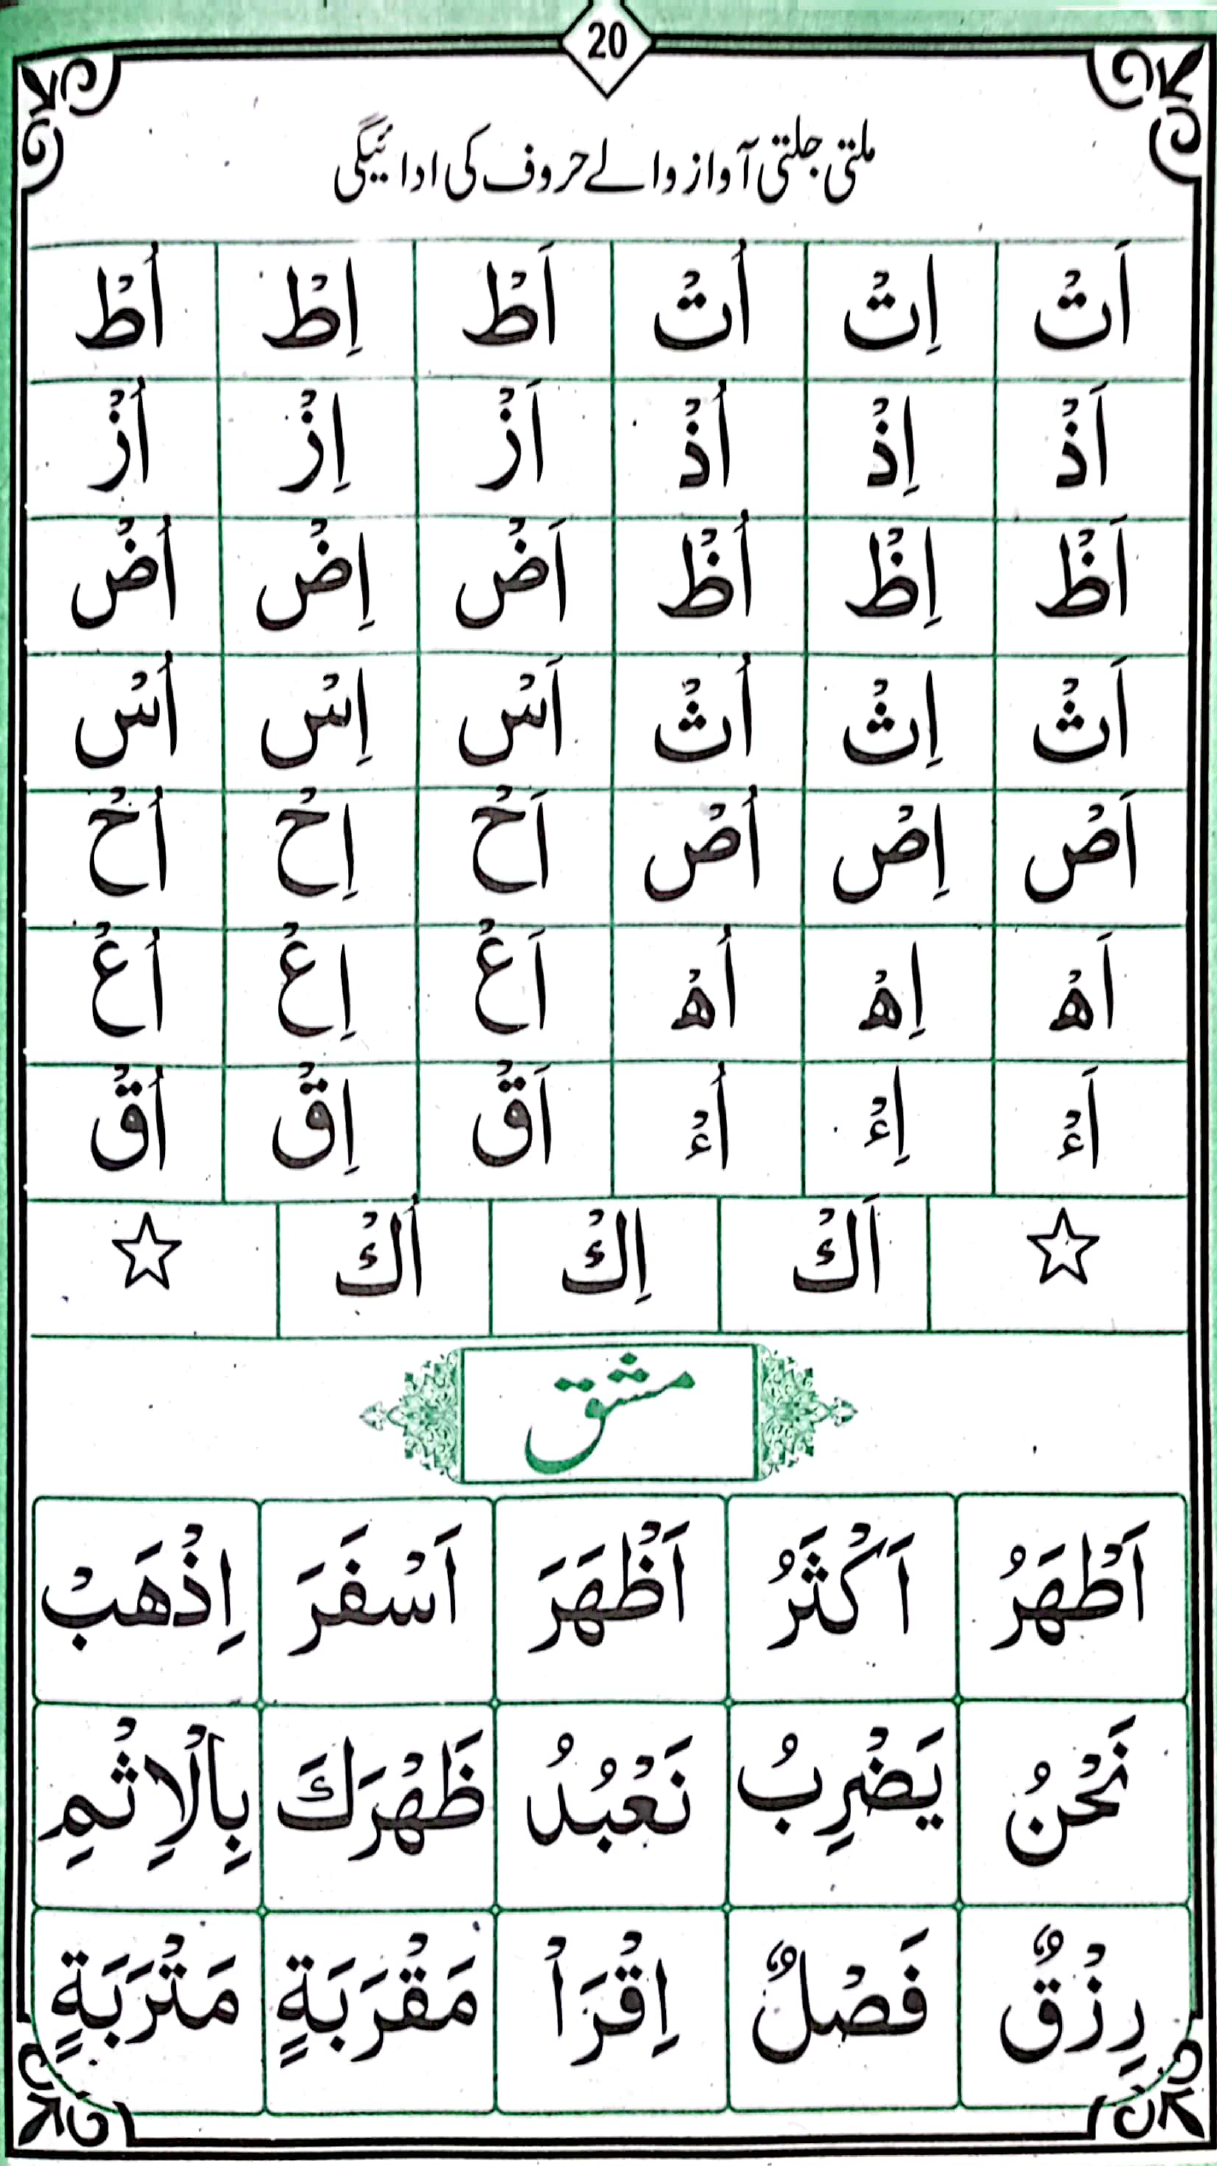 20
ملتی جلتی آواز والے حروف کی ادائیگی
اَتْ اِتْ اُتْ اَطْ اِطْ اُطْ
اَذْ اِذْ اُذْ اَزْ اِزْ اُزْ
اَظْ اِظْ اُظْ اَضْ اِضْ اُضْ
اَثْ اِثْ اُثْ اَسْ اِسْ اُسْ
اَصْ اِصْ اُصْ اَحْ اِحْ اُحْ
اَهْ اِهْ اُهْ اَعْ اِعْ اُعْ
اَءْ اِءْ اُءْ اَقْ اِقْ اُقْ
☆ اَكْ اِكْ اُكْ ☆
مشق
اَطْهَرُ اَكْثَرُ اَظْهَرَ اَسْفَرَ اِذْهَبْ
نَحْنُ يَضْرِبُ نَعْبُدُ ظَهْرَكَ بِالْاِثْمِ
رِزْقٌ فَصْلٌ اِقْرَاْ مَقْرَبَةٍ مَتْرَبَةٍ